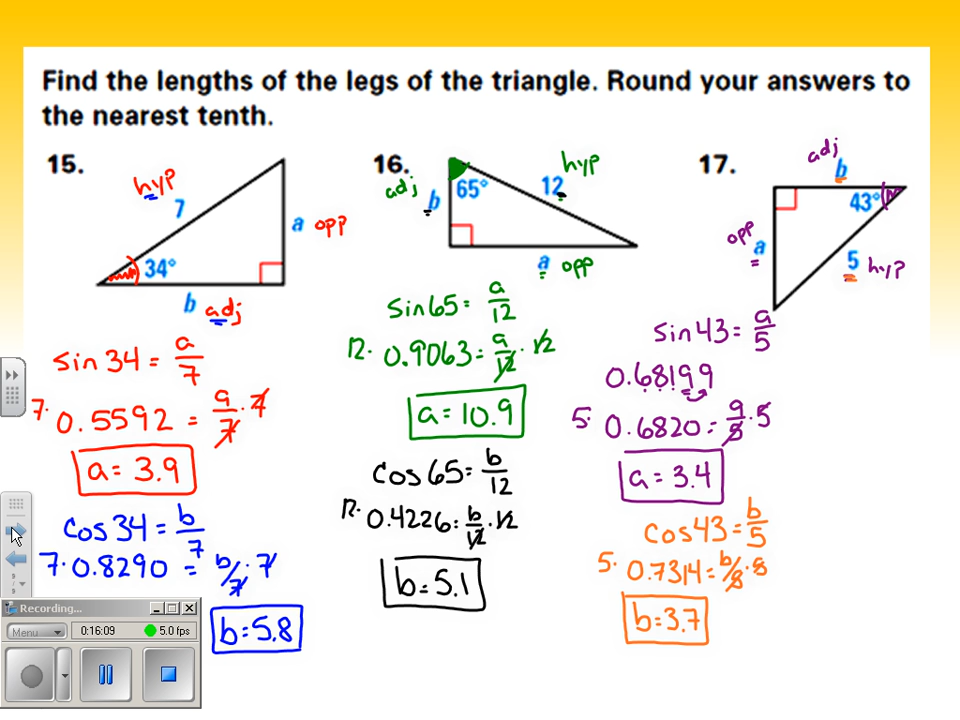 Find the lengths of the legs of the triangle. Round your answers to
the nearest tenth.
15.
hyp
7
a opp
34°
b adj
sin 34 = a/7
7· 0.5592 = a/7 · 7
a = 3.9
cos 34 = b/7
7· 0.8290 = b/7 · 7
b = 5.8
16.
hyp
adj
b
65°
12
a opp
sin 65 = a/12
12· 0.9063 = a/12 · 12
a = 10.9
cos 65 = b/12
12· 0.4226 = b/12 · 12
b = 5.1
17.
adj
b
43°
opp
a
5 hyp
sin 43 = a/5
0.68199
5· 0.6820 = a/5 · 5
a = 3.4
cos 43 = b/5
5· 0.7314 = b/5 · 5
b = 3.7
Recording...
Menu
0:16:09
5.0 fps